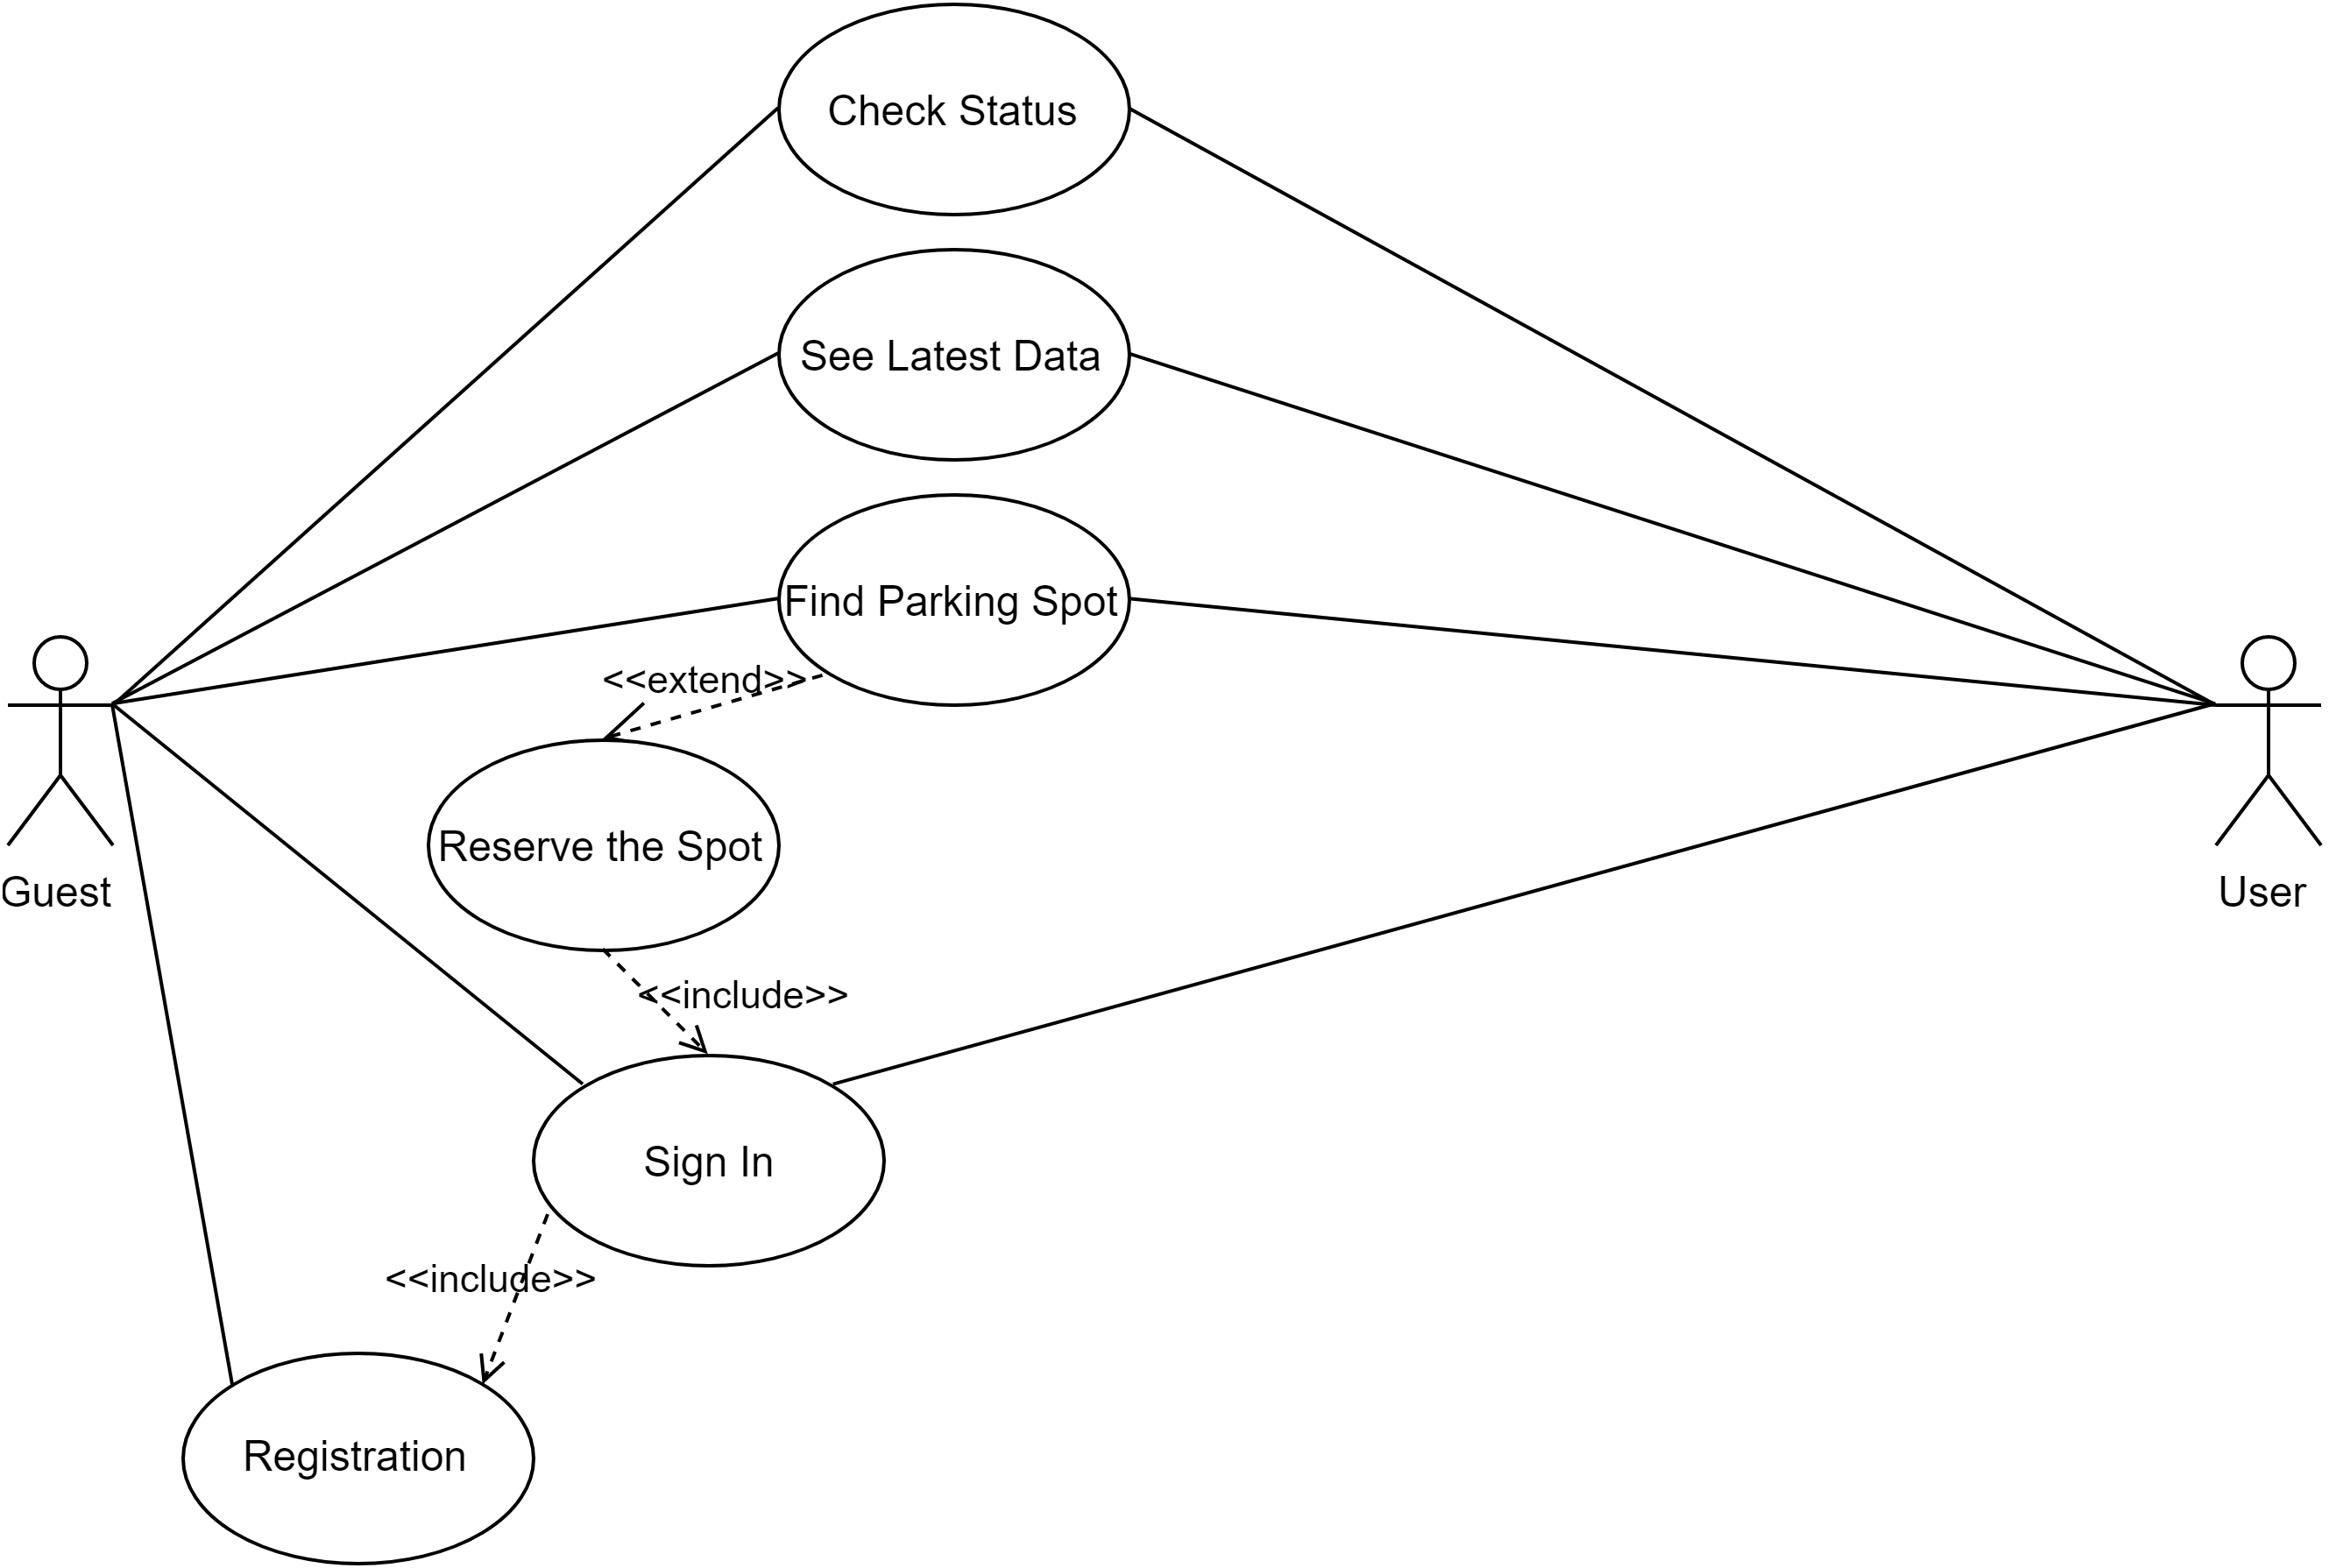 Check Status
See Latest Data
Find Parking Spot
<<extend>>
Reserve the Spot
Guest
User
<<include>>
Sign In
<<include>>
Registration